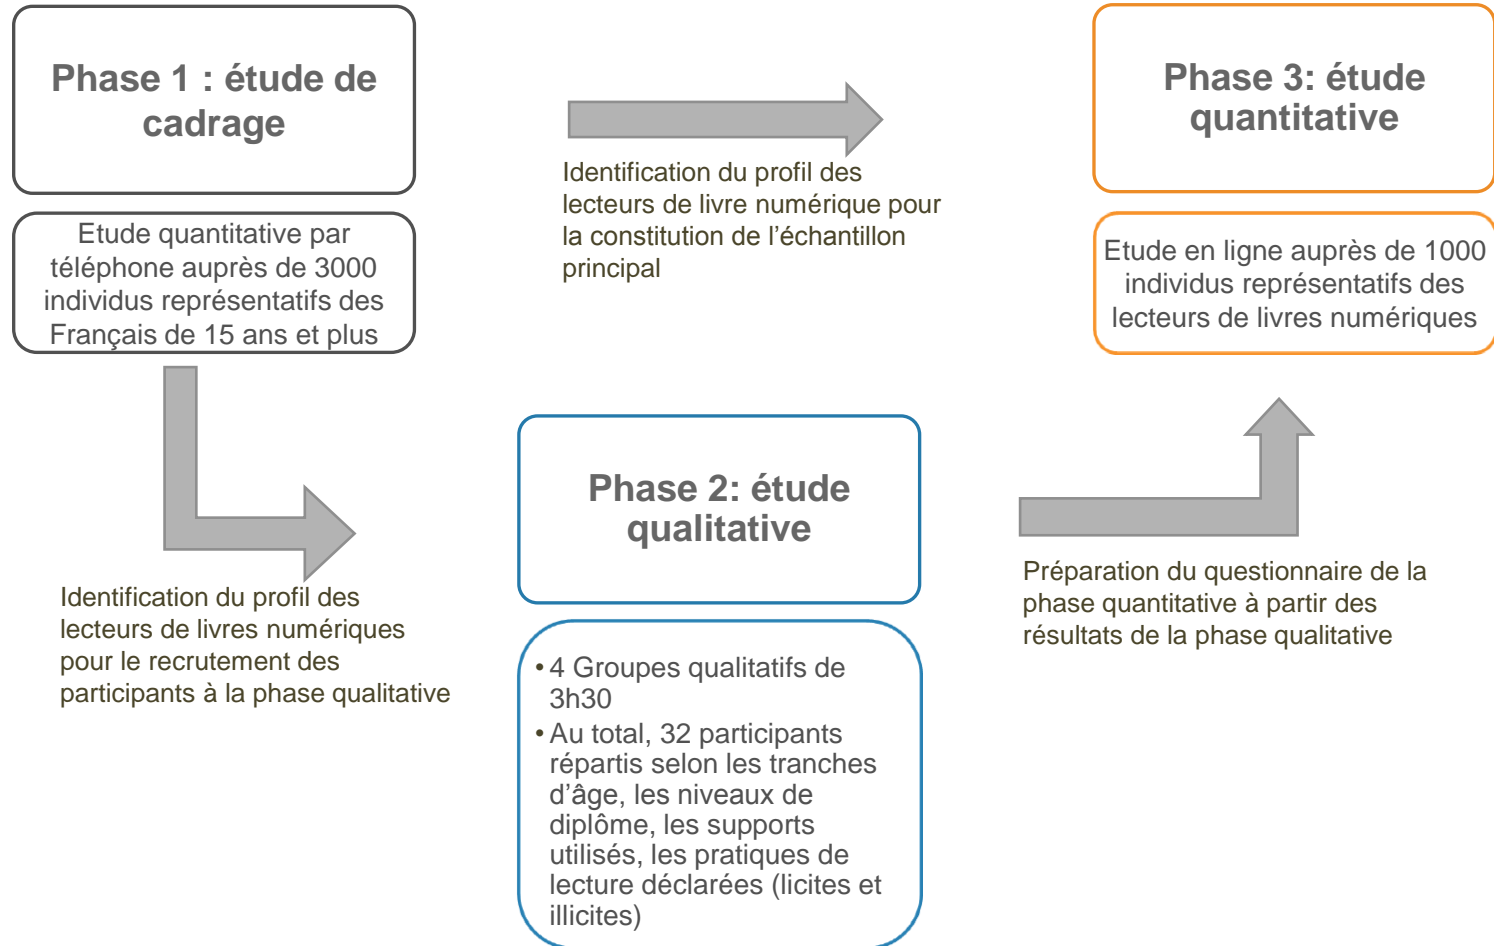 Phase 1 : étude de
cadrage
Etude quantitative par
téléphone auprès de 3000
individus représentatifs des
Français de 15 ans et plus
Identification du profil des
lecteurs de livre numérique pour
la constitution de l’échantillon
principal
Phase 3: étude
quantitative
Etude en ligne auprès de 1000
individus représentatifs des
lecteurs de livres numériques
Identification du profil des
lecteurs de livres numériques
pour le recrutement des
participants à la phase qualitative
Phase 2: étude
qualitative
• 4 Groupes qualitatifs de
3h30
• Au total, 32 participants
répartis selon les tranches
d’âge, les niveaux de
diplôme, les supports
utilisés, les pratiques de
lecture déclarées (licites et
illicites)
Préparation du questionnaire de la
phase quantitative à partir des
résultats de la phase qualitative